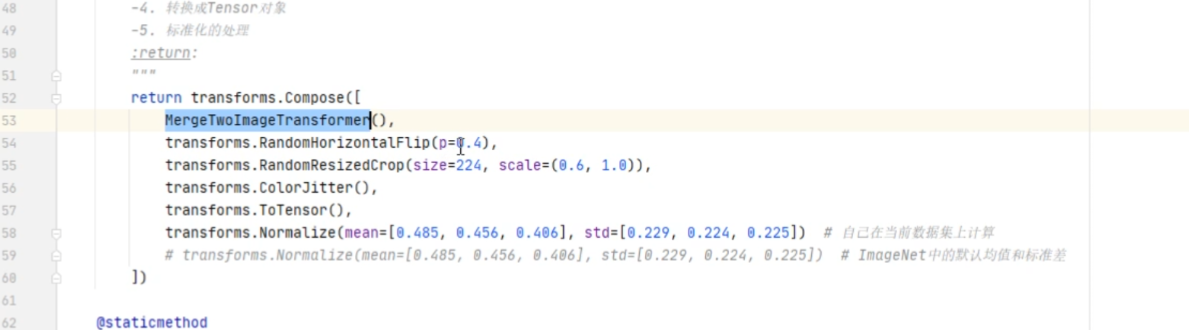 48 -4. 转换成Tensor对象
49 -5. 标准化的处理
50 :return:
51 """
52 return transforms.Compose([
53 MergeTwoImageTransformer(),
54 transforms.RandomHorizontalFlip(p=0.4),
55 transforms.RandomResizedCrop(size=224, scale=(0.6, 1.0)),
56 transforms.ColorJitter(),
57 transforms.ToTensor(),
58 transforms.Normalize(mean=[0.485, 0.456, 0.406], std=[0.229, 0.224, 0.225]) # 自己在当前数据集上计算
59 # transforms.Normalize(mean=[0.485, 0.456, 0.406], std=[0.229, 0.224, 0.225]) # ImageNet中的默认均值和标准差
60 ])
61
62 @staticmethod